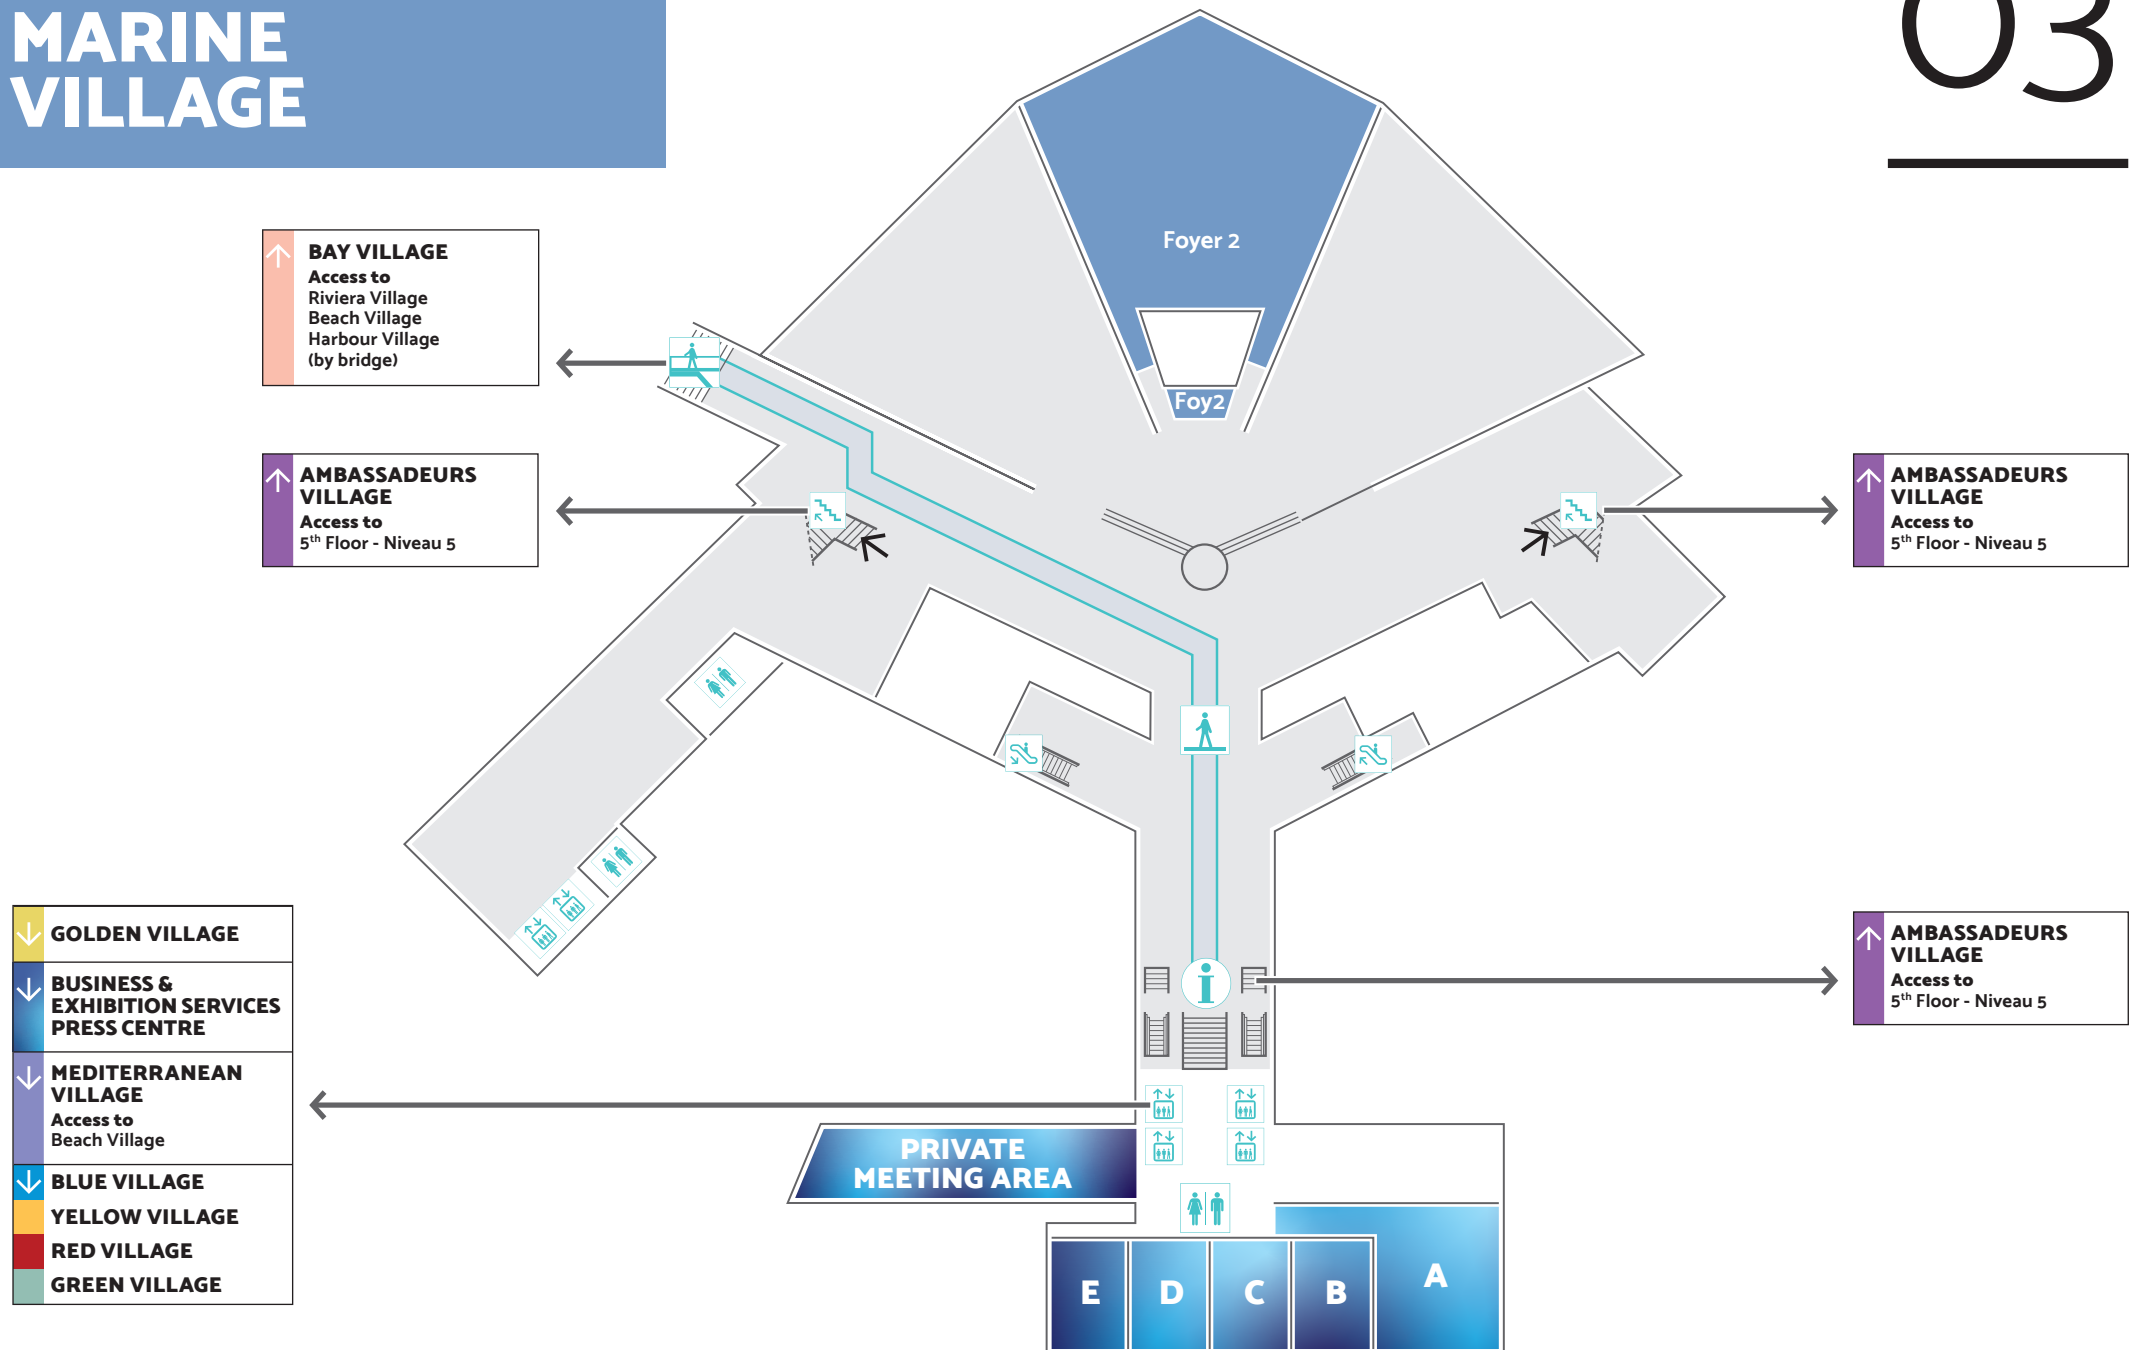 MARINE
VILLAGE
03
Foyer 2
Foy2
BAY VILLAGE
Access to
Riviera Village
Beach Village
Harbour Village
(by bridge)
AMBASSADEURS
VILLAGE
Access to
5th Floor - Niveau 5
AMBASSADEURS
VILLAGE
Access to
5th Floor - Niveau 5
GOLDEN VILLAGE
BUSINESS &
EXHIBITION SERVICES
PRESS CENTRE
MEDITERRANEAN
VILLAGE
Access to
Beach Village
BLUE VILLAGE
YELLOW VILLAGE
RED VILLAGE
GREEN VILLAGE
AMBASSADEURS
VILLAGE
Access to
5th Floor - Niveau 5
i
PRIVATE
MEETING AREA
E
D
C
B
A